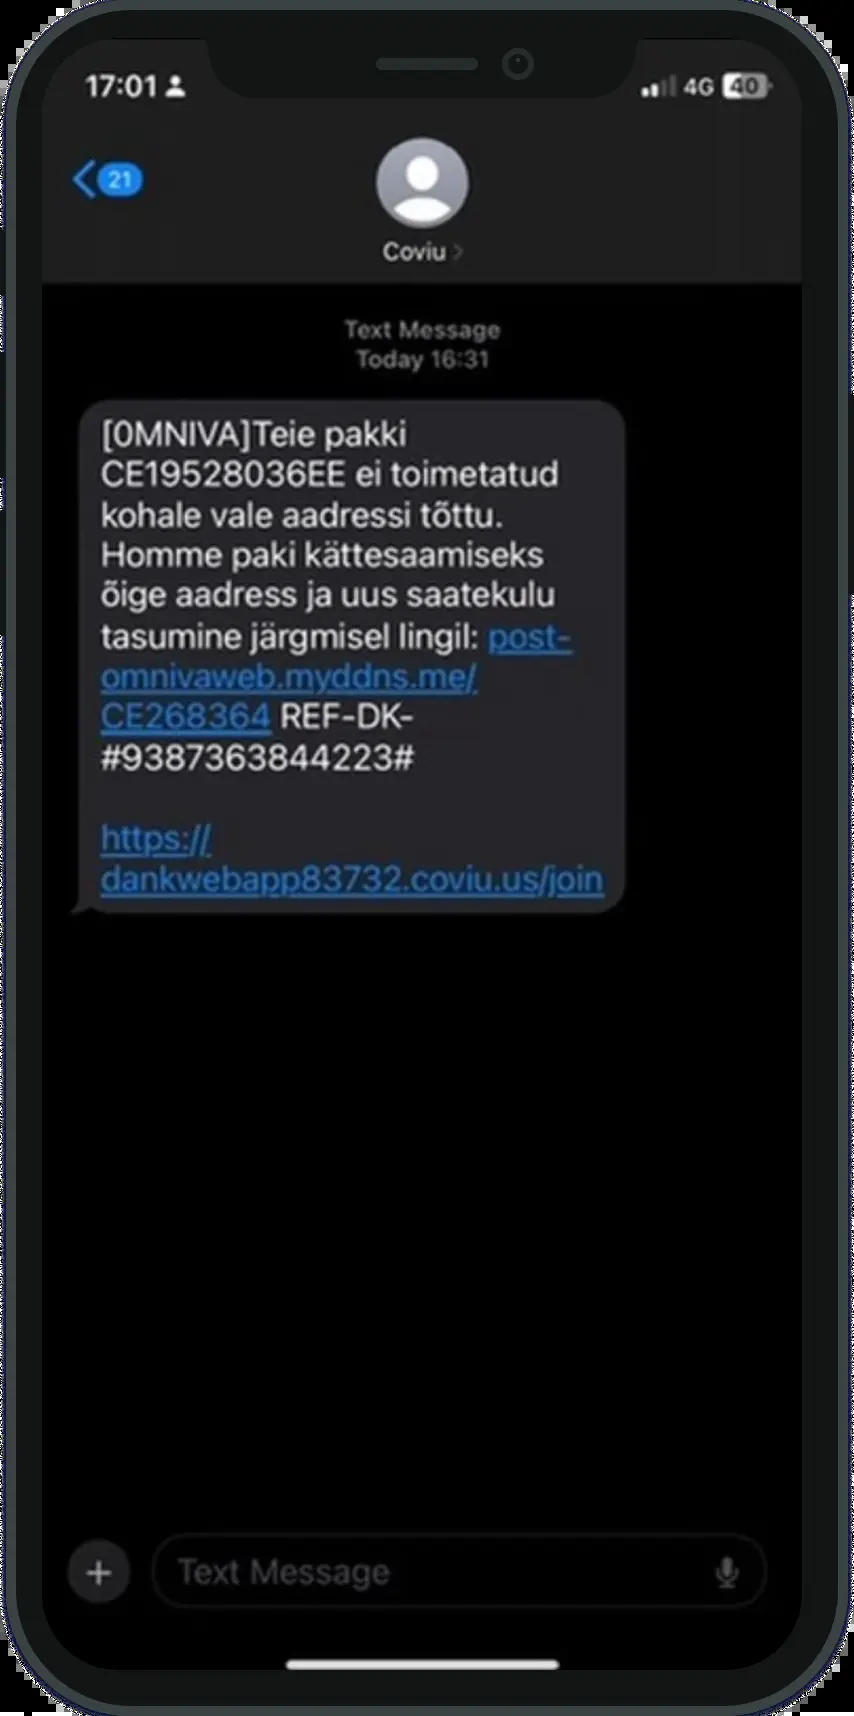 17:01
4G 40
21
Coviu
Text Message
Today 16:31
[0MNIVA]Teie pakki
CE19528036EE ei toimetatud
kohale vale aadressi tõttu.
Homme paki kättesaamiseks
õige aadress ja uus saatekulu
tasumine järgmisel lingil: post-
omnivaweb.myddns.me/
CE268364 REF-DK-
#9387363844223#
https://
dankwebapp83732.coviu.us/join
Text Message